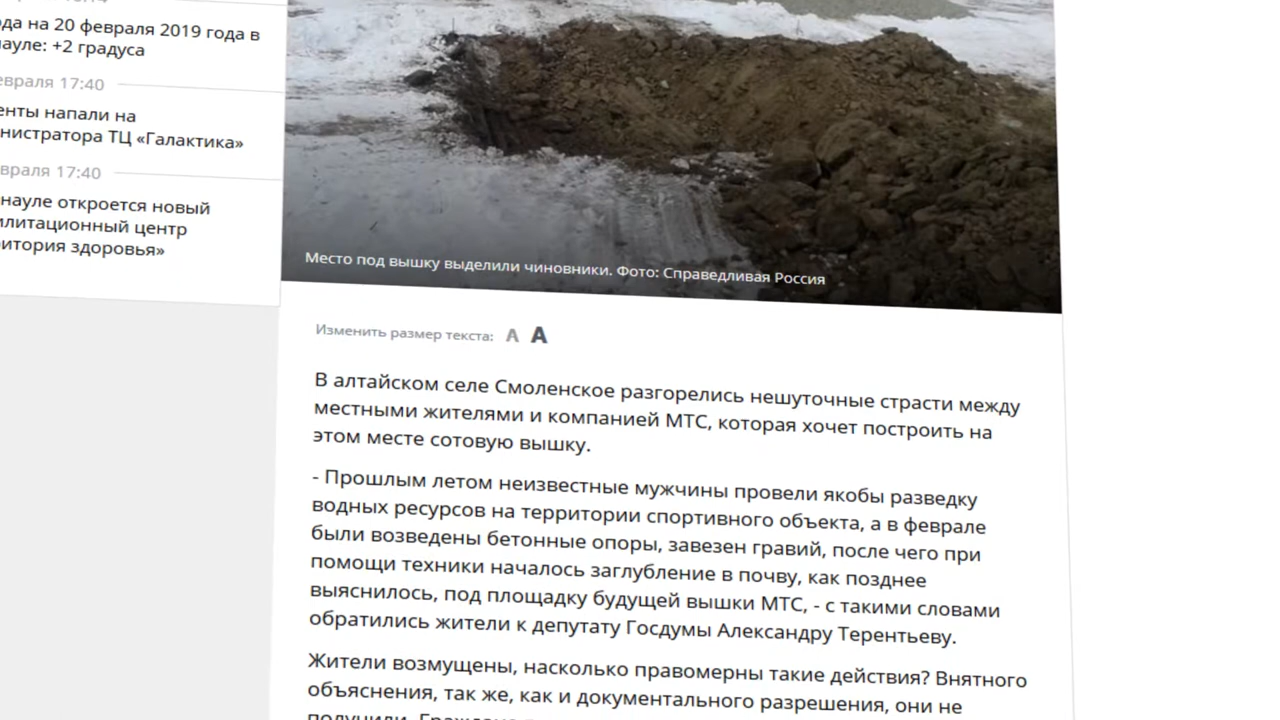 да на 20 февраля 2019 года в
ауле: +2 градуса
евраля 17:40
енты напали на
нистратора ТЦ «Галактика»
враля 17:40
науле откроется новый
илитационный центр
ритория здоровья»
Место под вышку выделили чиновники. Фото: Справедливая Россия
Изменить размер текста: A A
В алтайском селе Смоленское разгорелись нешуточные страсти между
местными жителями и компанией МТС, которая хочет построить на
этом месте сотовую вышку.
- Прошлым летом неизвестные мужчины провели якобы разведку
водных ресурсов на территории спортивного объекта, а в феврале
были возведены бетонные опоры, завезен гравий, после чего при
помощи техники началось заглубление в почву, как позднее
выяснилось, под площадку будущей вышки МТС, - с такими словами
обратились жители к депутату Госдумы Александру Терентьеву.
Жители возмущены, насколько правомерны такие действия? Внятного
объяснения, так же, как и документального разрешения, они не
получили.